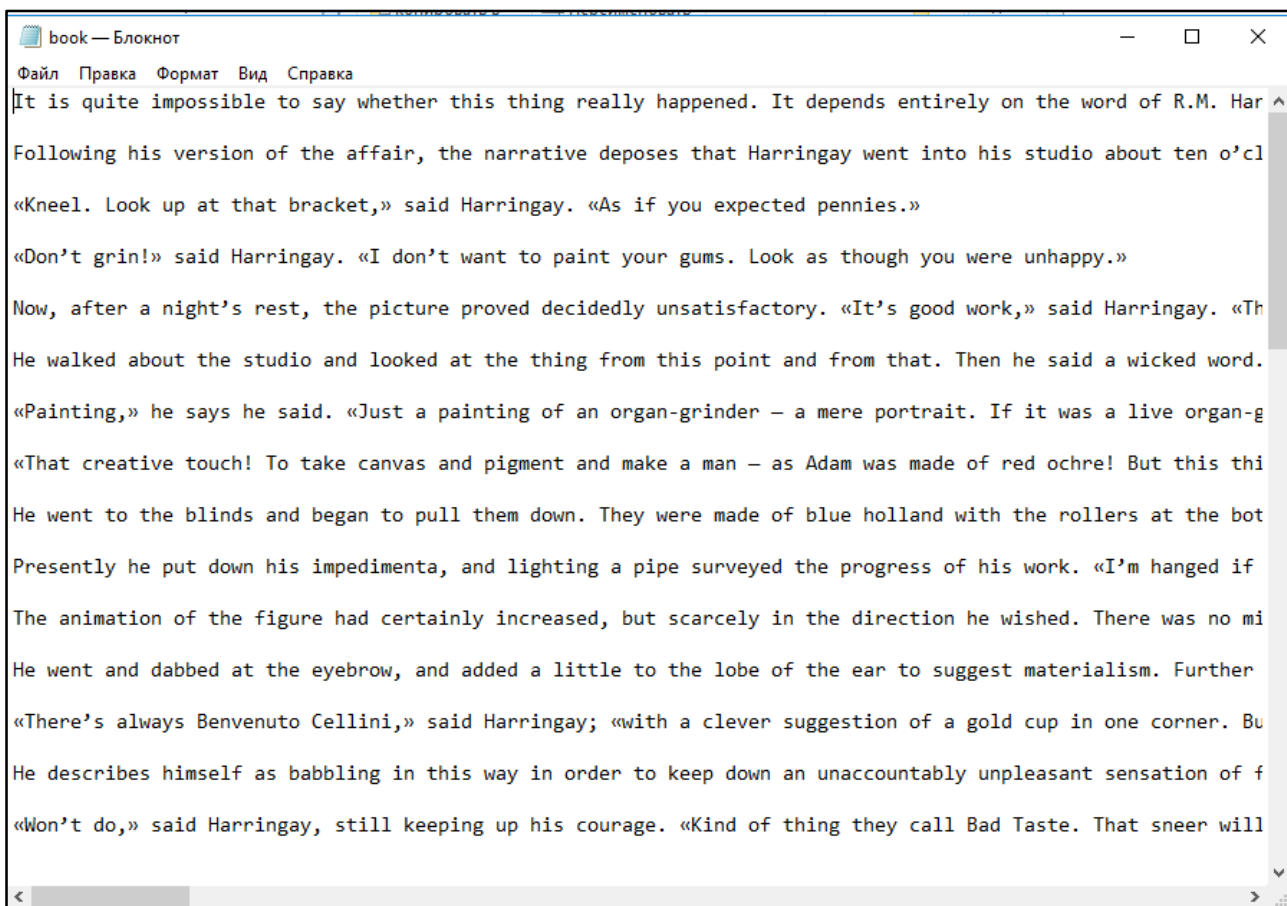 book — Блокнот
Файл Правка Формат Вид Справка
It is quite impossible to say whether this thing really happened. It depends entirely on the word of R.M. Har
Following his version of the affair, the narrative deposes that Harringay went into his studio about ten o’cl
«Kneel. Look up at that bracket,» said Harringay. «As if you expected pennies.»
«Don’t grin!» said Harringay. «I don’t want to paint your gums. Look as though you were unhappy.»
Now, after a night’s rest, the picture proved decidedly unsatisfactory. «It’s good work,» said Harringay. «Th
He walked about the studio and looked at the thing from this point and from that. Then he said a wicked word.
«Painting,» he says he said. «Just a painting of an organ-grinder — a mere portrait. If it was a live organ-g
«That creative touch! To take canvas and pigment and make a man — as Adam was made of red ochre! But this thi
He went to the blinds and began to pull them down. They were made of blue holland with the rollers at the bot
Presently he put down his impedimenta, and lighting a pipe surveyed the progress of his work. «I’m hanged if
The animation of the figure had certainly increased, but scarcely in the direction he wished. There was no mi
He went and dabbed at the eyebrow, and added a little to the lobe of the ear to suggest materialism. Further
«There’s always Benvenuto Cellini,» said Harringay; «with a clever suggestion of a gold cup in one corner. Bu
He describes himself as babbling in this way in order to keep down an unaccountably unpleasant sensation of f
«Won’t do,» said Harringay, still keeping up his courage. «Kind of thing they call Bad Taste. That sneer will